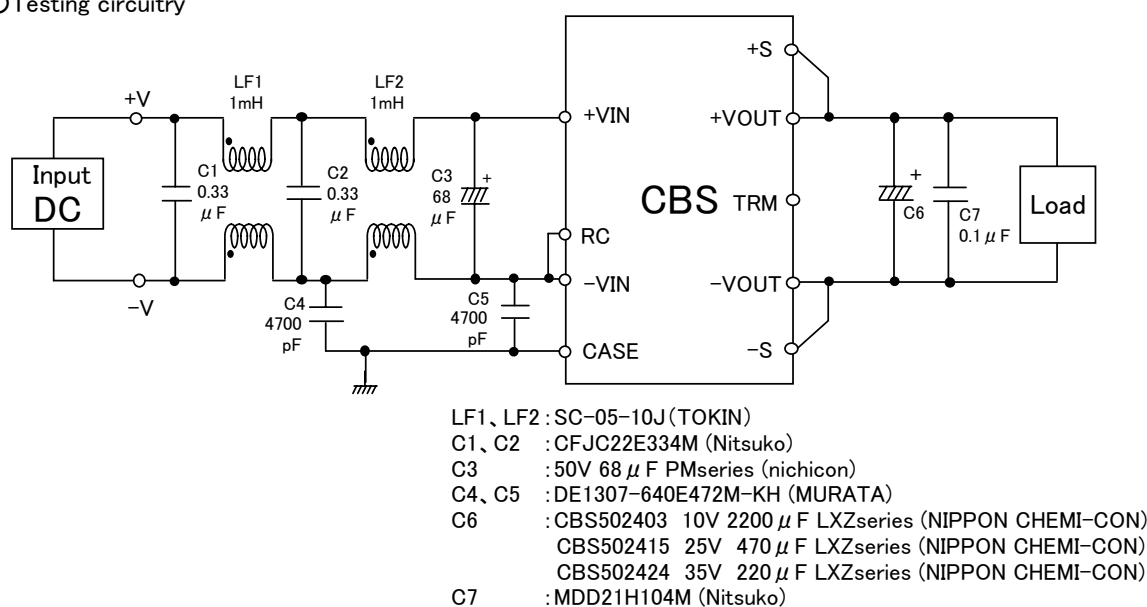 Testing circuitry
LF1
1mH
LF2
1mH
+V
Input
DC
−V
C1
0.33
μF
C2
0.33
μF
C3
68
μF
+
C4
4700
pF
C5
4700
pF
+VIN
RC
−VIN
CASE
CBS
+S
+VOUT
TRM
−VOUT
−S
+
C6
C7
0.1μF
Load
LF1、LF2 : SC-05-10J (TOKIN)
C1、C2 : CFJC22E334M (Nitsuko)
C3 : 50V 68μF PMseries (nichicon)
C4、C5 : DE1307-640E472M-KH (MURATA)
C6 : CBS502403 10V 2200μF LXZseries (NIPPON CHEMI-CON)
CBS502415 25V 470μF LXZseries (NIPPON CHEMI-CON)
CBS502424 35V 220μF LXZseries (NIPPON CHEMI-CON)
C7 : MDD21H104M (Nitsuko)